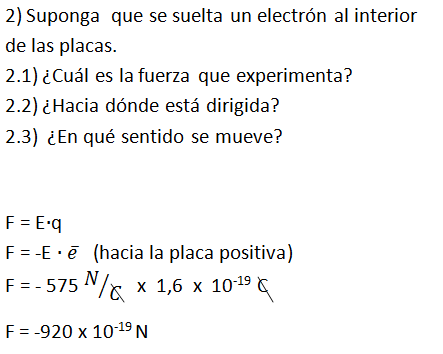 2) Suponga que se suelta un electrón al interior
de las placas.
2.1) ¿Cuál es la fuerza que experimenta?
2.2) ¿Hacia dónde está dirigida?
2.3) ¿En qué sentido se mueve?
F = E·q
F = -E · ē (hacia la placa positiva)
F = - 575 N/C x 1,6 x 10⁻¹⁹ C
F = -920 x 10⁻¹⁹ N